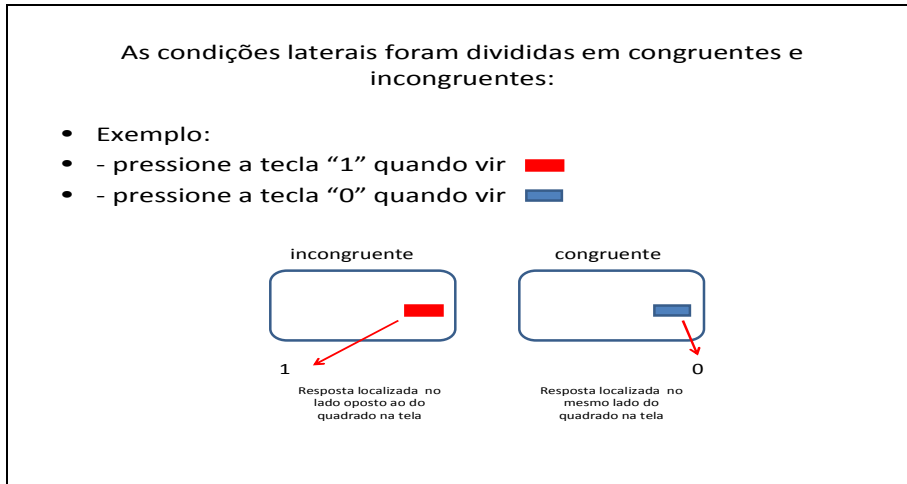 As condições laterais foram divididas em congruentes e
incongruentes:
• Exemplo:
• - pressione a tecla “1” quando vir
• - pressione a tecla “0” quando vir
incongruente
congruente
1
0
Resposta localizada no
lado oposto ao do
quadrado na tela
Resposta localizada no
mesmo lado do
quadrado na tela